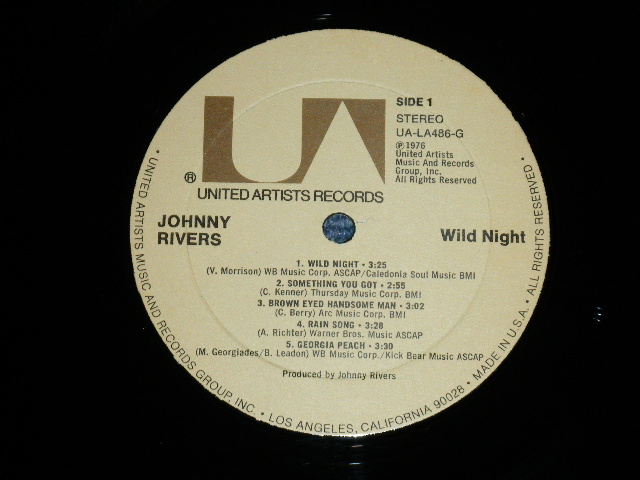 UA
®
UNITED ARTISTS RECORDS
SIDE 1
STEREO
UA-LA486-G
℗ 1976
United Artists
Music And Records
Group, Inc.
All Rights Reserved
JOHNNY
RIVERS
Wild Night
1. WILD NIGHT • 3:25
(V. Morrison) WB Music Corp. ASCAP/Caledonia Soul Music BMI
2. SOMETHING YOU GOT • 2:55
(C. Kenner) Thursday Music Corp. BMI
3. BROWN EYED HANDSOME MAN • 3:02
(C. Berry) Arc Music Corp. BMI
4. RAIN SONG • 3:28
(A. Richter) Warner Bros. Music ASCAP
5. GEORGIA PEACH • 3:30
(M. Georgiades/B. Leadon) WB Music Corp./Kick Bear Music ASCAP
Produced by Johnny Rivers
• UNITED ARTISTS MUSIC AND RECORDS GROUP, INC. • LOS ANGELES, CALIFORNIA 90028 • MADE IN U.S.A. • ALL RIGHTS RESERVED •